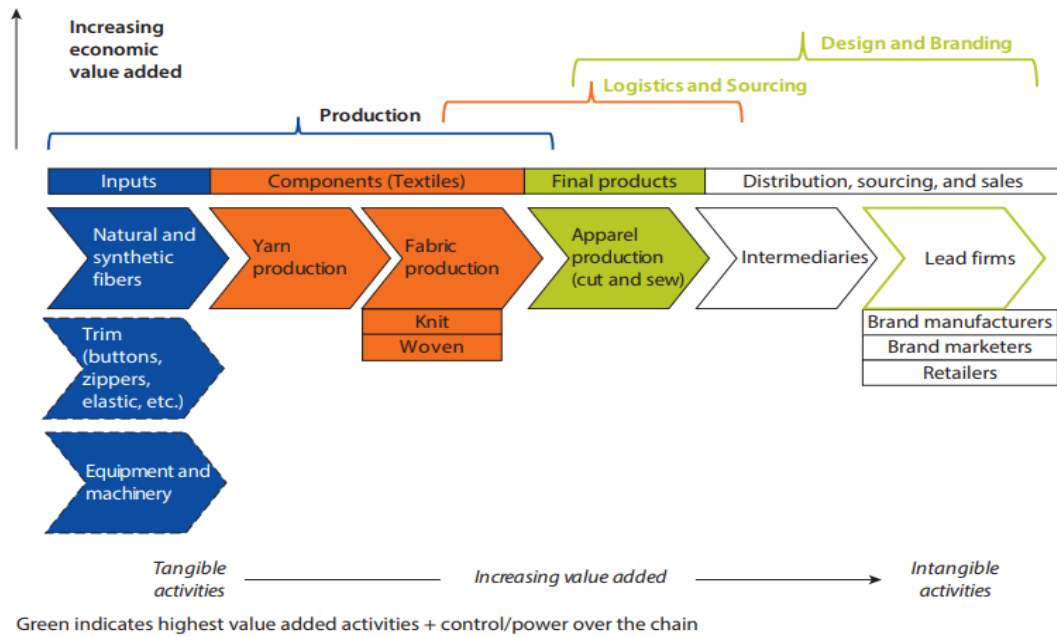 Increasing
economic
value added
Design and Branding
Logistics and Sourcing
Production
Inputs
Components (Textiles)
Final products
Distribution, sourcing, and sales
Natural and
synthetic
fibers
Yarn
production
Fabric
production
Apparel
production
(cut and sew)
Intermediaries
Lead firms
Knit
Woven
Brand manufacturers
Brand marketers
Retailers
Trim
(buttons,
zippers,
elastic, etc.)
Equipment and
machinery
Tangible
activities
Increasing value added
Intangible
activities
Green indicates highest value added activities + control/power over the chain